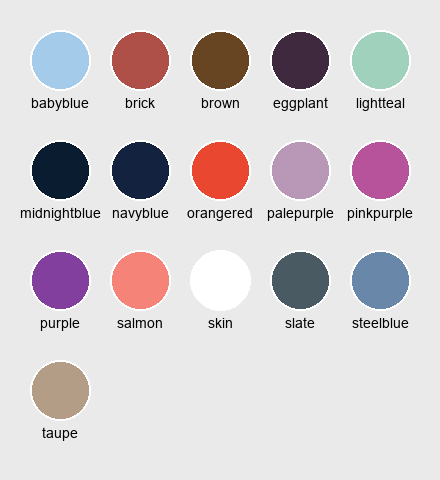 babyblue brick brown eggplant lightteal
midnightblue navyblue orangered palepurple pinkpurple
purple salmon skin slate steelblue
taupe